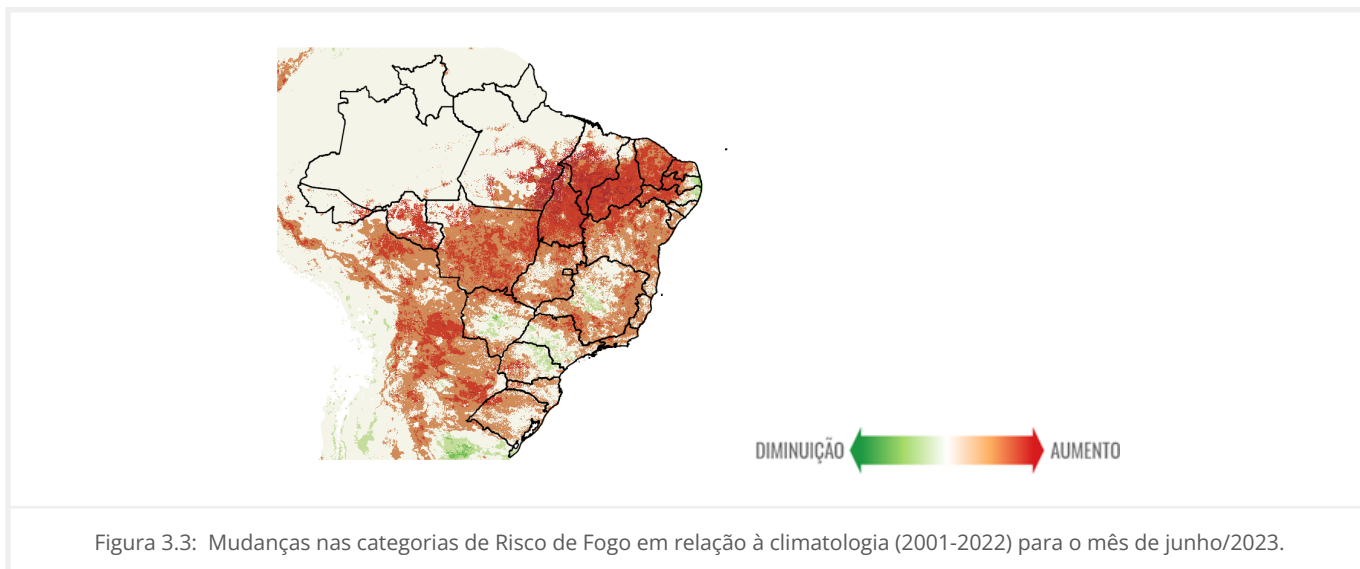 DIMINUIÇÃO AUMENTO
Figura 3.3: Mudanças nas categorias de Risco de Fogo em relação à climatologia (2001-2022) para o mês de junho/2023.